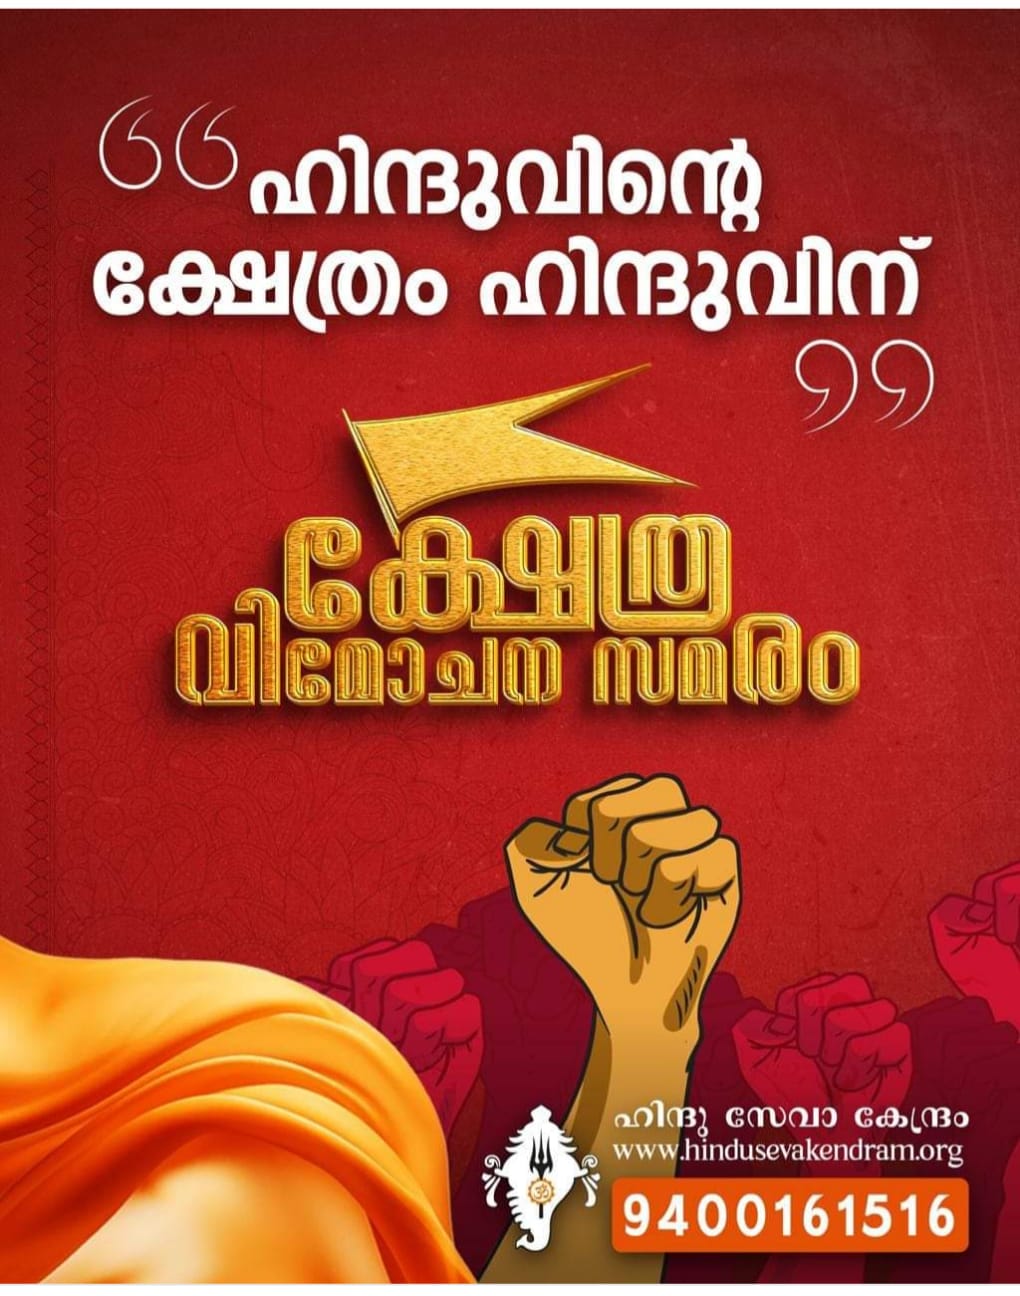 “ഹിന്ദുവിന്റെ
ക്ഷേത്രം ഹിന്ദുവിന്”
ക്ഷേത്ര
വിമോചന സമരം
ഹിന്ദു സേവാ കേന്ദ്രം
www.hindusevakendram.org
9400161516